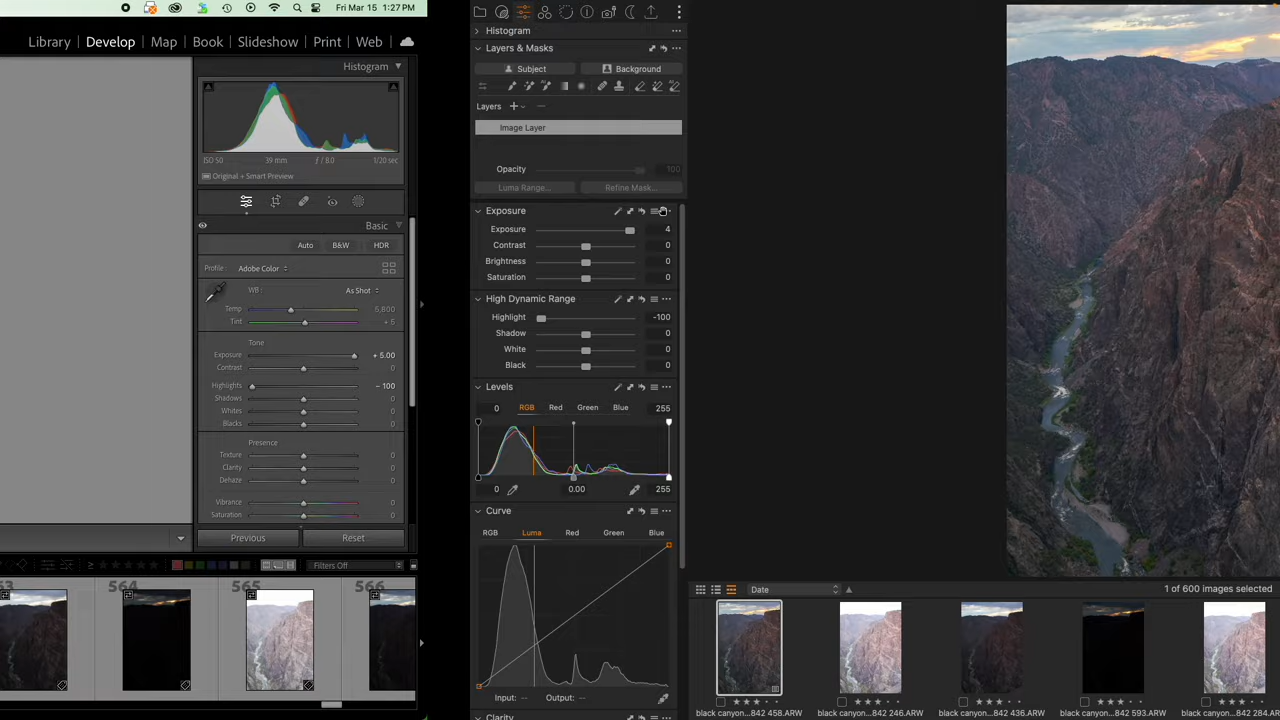 Fri Mar 15 1:27 PM
Library Develop Map Book Slideshow Print Web
Histogram
ISO 50 39 mm ƒ / 8.0 1/20 sec
Original + Smart Preview
Basic
Auto B&W HDR
Profile: Adobe Color
WB: As Shot
Temp 5,800
Tint + 6
Tone
Exposure + 5.00
Contrast 0
Highlights − 100
Shadows 0
Whites 0
Blacks 0
Presence
Texture 0
Clarity 0
Dehaze 0
Vibrance 0
Saturation 0
Previous Reset
Filters Off
564 565 566
Histogram
Layers & Masks
Subject Background
Layers
Image Layer
Opacity 100
Luma Range... Refine Mask...
Exposure
Exposure 4
Contrast 0
Brightness 0
Saturation 0
High Dynamic Range
Highlight -100
Shadow 0
White 0
Black 0
Levels
0 RGB Red Green Blue 255
0 0.00 255
Curve
RGB Luma Red Green Blue
Input: -- Output: --
Clarity
Date 1 of 600 images selected
black canyon...842 458.ARW black canyon...842 246.ARW black canyon...842 436.ARW black canyon...842 593.ARW black canyon...842 284.ARW